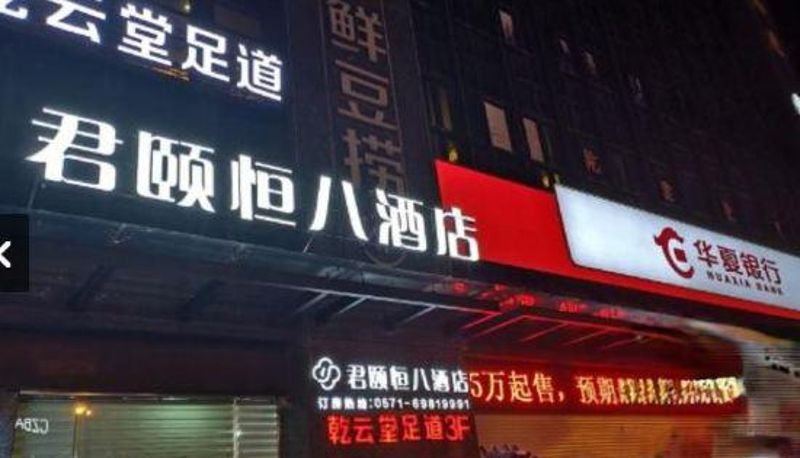 乾云堂足道
鲜豆捞
君颐恒八酒店
华夏银行
HUAXIA BANK
君颐恒八酒店
订房热线:0571-69819991
乾云堂足道3F
5万起售，预期
CZBA